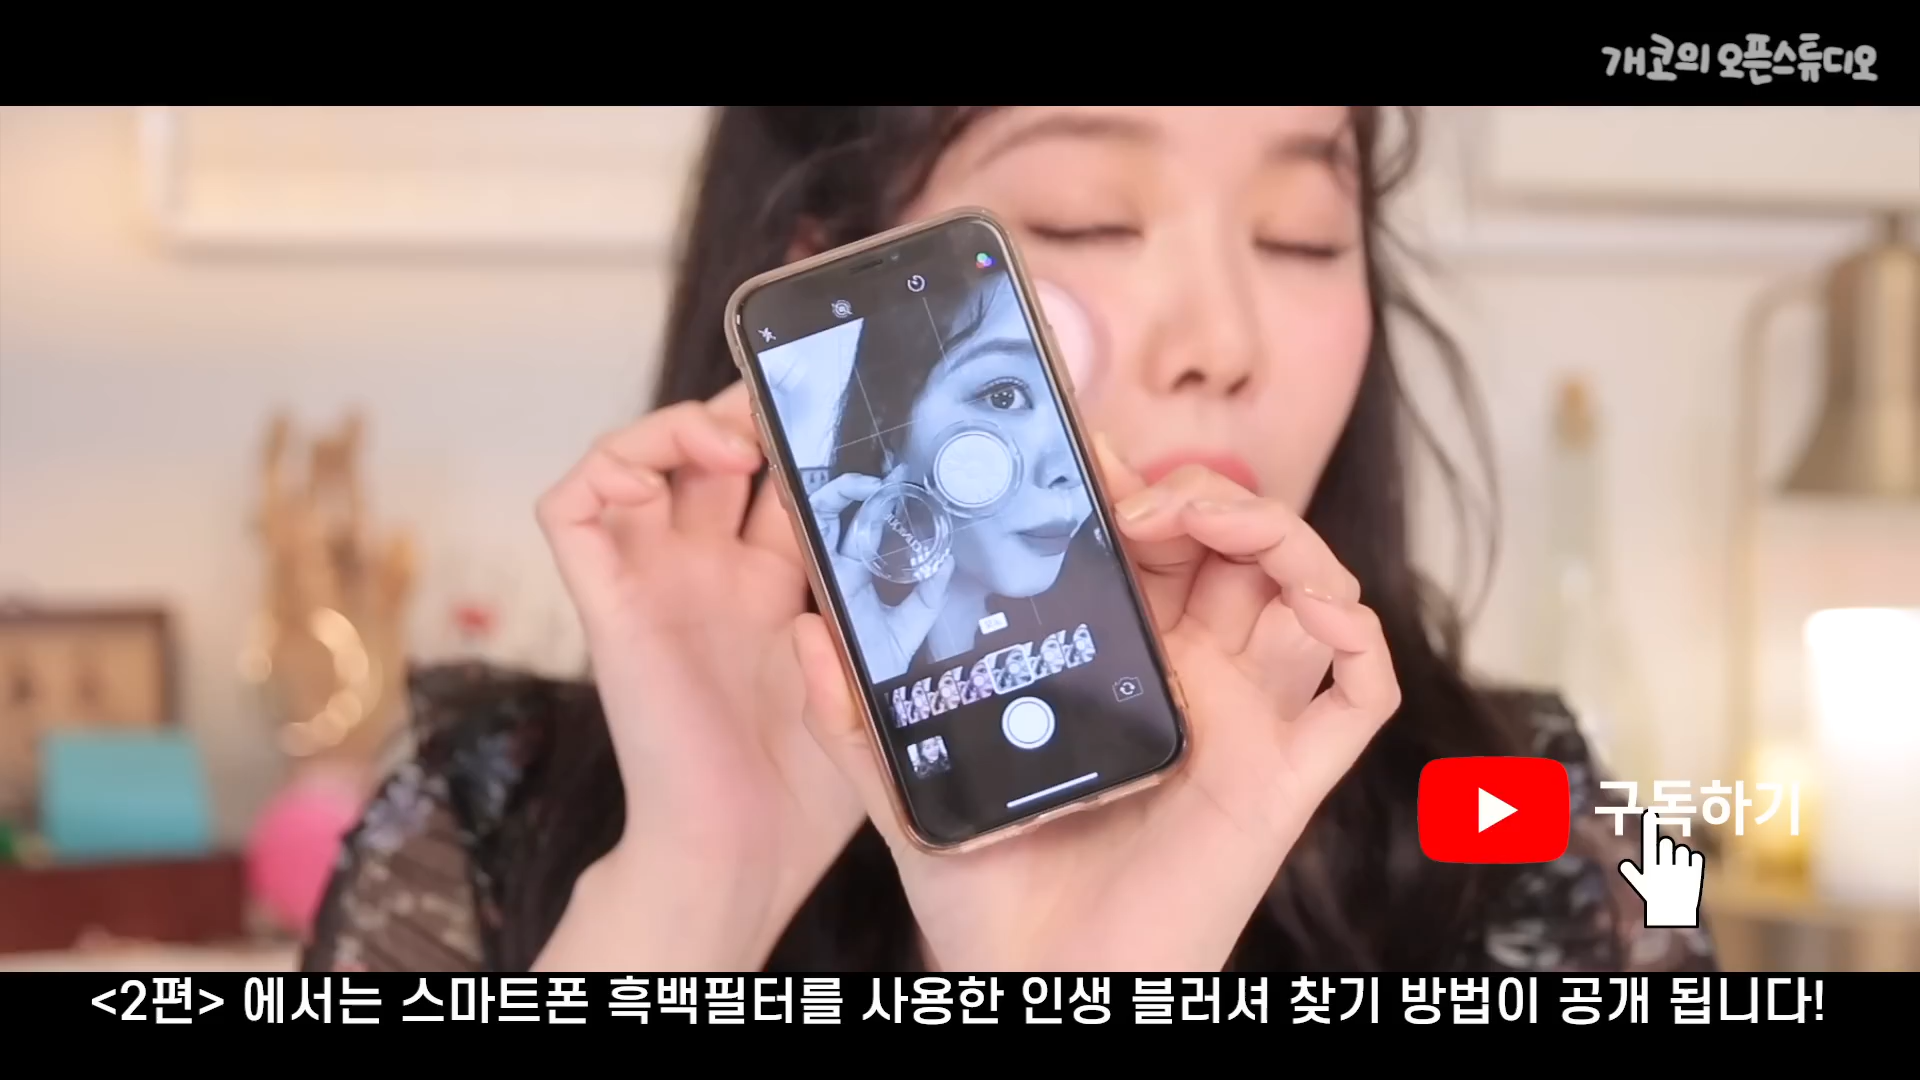 개코의 오픈스튜디오
구독하기
<2편> 에서는 스마트폰 흑백필터를 사용한 인생 블러셔 찾기 방법이 공개 됩니다!